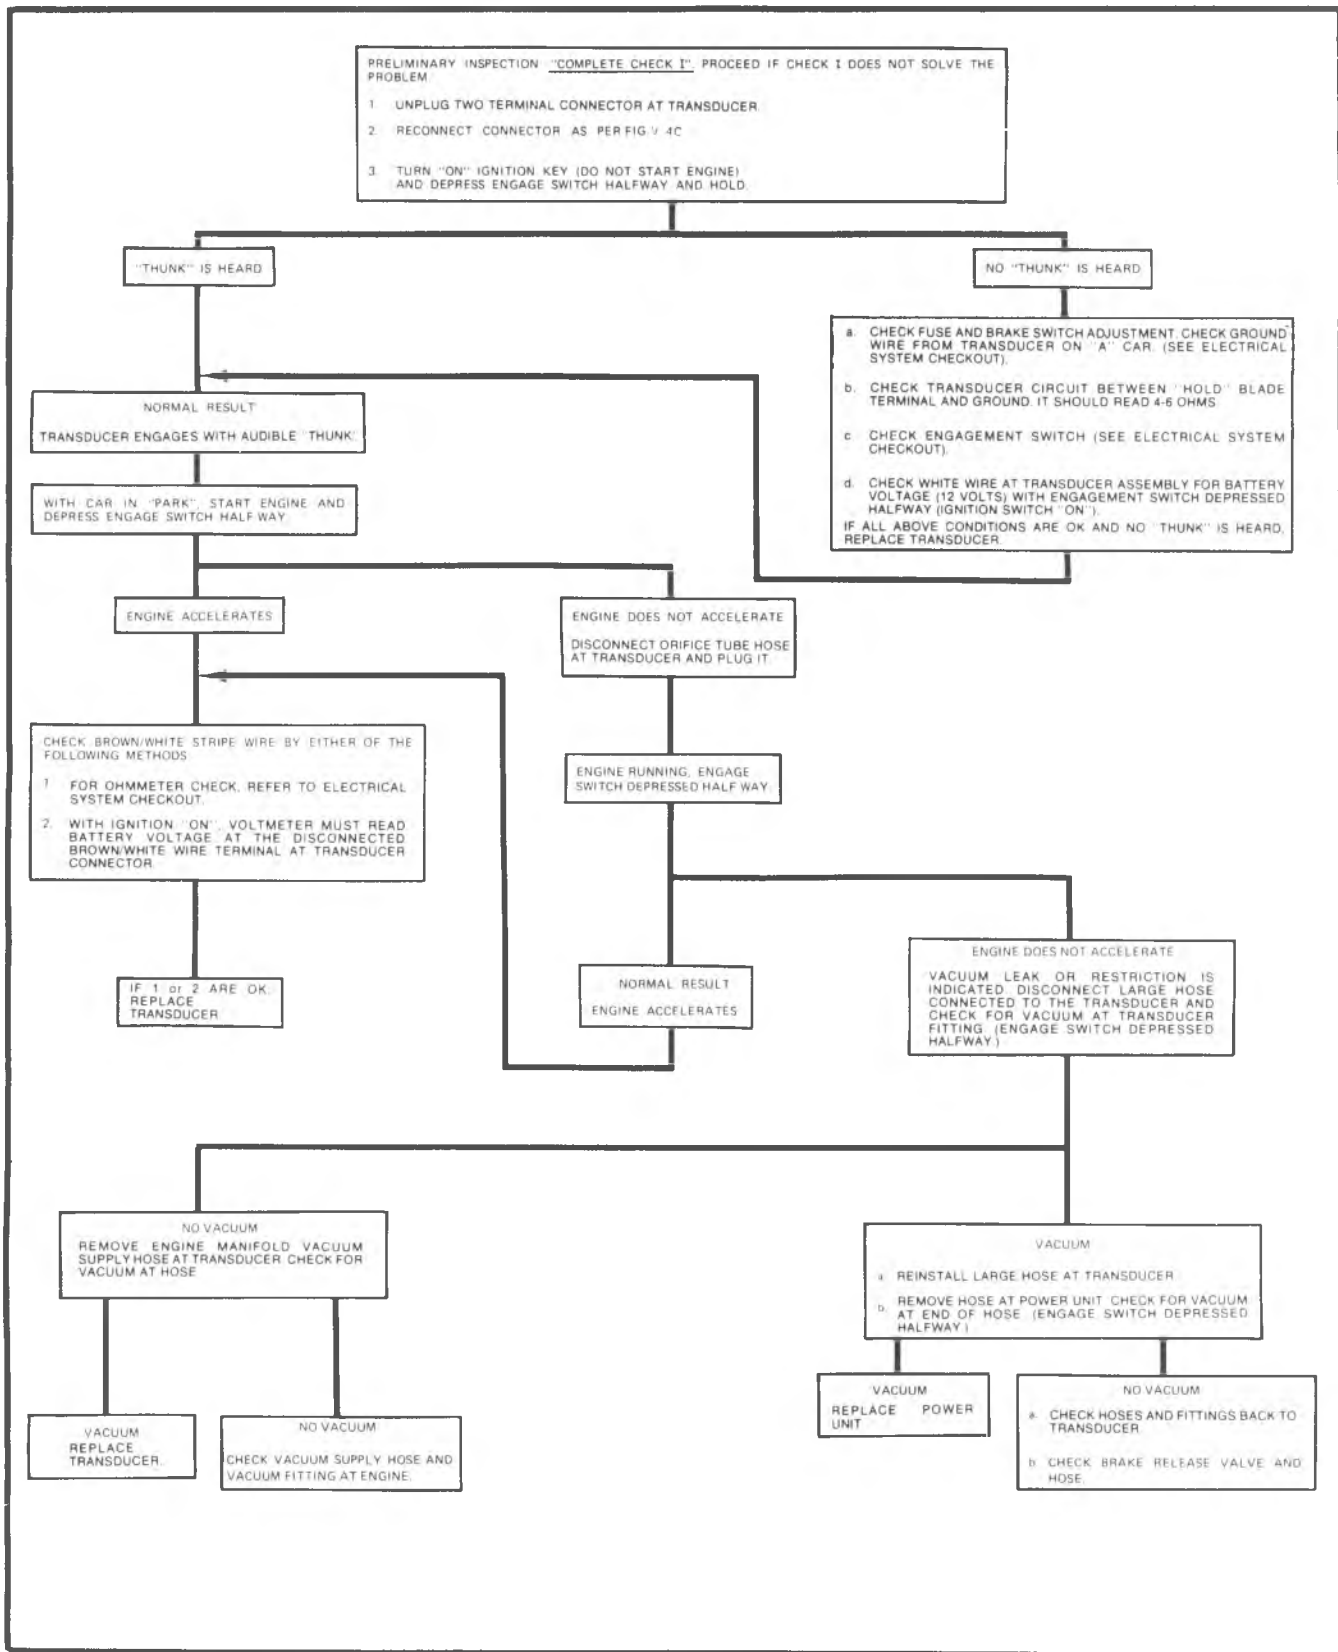 PRELIMINARY INSPECTION "COMPLETE CHECK I". PROCEED IF CHECK I DOES NOT SOLVE THE
PROBLEM
1 UNPLUG TWO TERMINAL CONNECTOR AT TRANSDUCER.
2. RECONNECT CONNECTOR AS PER FIG. V 4C
3. TURN "ON" IGNITION KEY (DO NOT START ENGINE)
AND DEPRESS ENGAGE SWITCH HALFWAY AND HOLD.
"THUNK" IS HEARD
NO "THUNK" IS HEARD
a. CHECK FUSE AND BRAKE SWITCH ADJUSTMENT. CHECK GROUND
WIRE FROM TRANSDUCER ON "A" CAR. (SEE ELECTRICAL
SYSTEM CHECKOUT).
b. CHECK TRANSDUCER CIRCUIT BETWEEN "HOLD" BLADE
TERMINAL AND GROUND. IT SHOULD READ 4-6 OHMS
c CHECK ENGAGEMENT SWITCH (SEE ELECTRICAL SYSTEM
CHECKOUT).
d. CHECK WHITE WIRE AT TRANSDUCER ASSEMBLY FOR BATTERY
VOLTAGE (12 VOLTS) WITH ENGAGEMENT SWITCH DEPRESSED
HALFWAY (IGNITION SWITCH "ON").
IF ALL ABOVE CONDITIONS ARE OK AND NO "THUNK" IS HEARD,
REPLACE TRANSDUCER.
NORMAL RESULT
TRANSDUCER ENGAGES WITH AUDIBLE "THUNK".
WITH CAR IN "PARK", START ENGINE AND
DEPRESS ENGAGE SWITCH HALF WAY
ENGINE ACCELERATES
ENGINE DOES NOT ACCELERATE
DISCONNECT ORIFICE TUBE HOSE
AT TRANSDUCER AND PLUG IT.
CHECK BROWN/WHITE STRIPE WIRE BY EITHER OF THE
FOLLOWING METHODS
1 FOR OHMMETER CHECK, REFER TO ELECTRICAL
SYSTEM CHECKOUT.
2. WITH IGNITION "ON", VOLTMETER MUST READ
BATTERY VOLTAGE AT THE DISCONNECTED
BROWN/WHITE WIRE TERMINAL AT TRANSDUCER
CONNECTOR
ENGINE RUNNING, ENGAGE
SWITCH DEPRESSED HALF WAY
IF 1 or 2 ARE OK,
REPLACE
TRANSDUCER
NORMAL RESULT
ENGINE ACCELERATES
ENGINE DOES NOT ACCELERATE
VACUUM LEAK OR RESTRICTION IS
INDICATED. DISCONNECT LARGE HOSE
CONNECTED TO THE TRANSDUCER AND
CHECK FOR VACUUM AT TRANSDUCER
FITTING. (ENGAGE SWITCH DEPRESSED
HALFWAY.)
NO VACUUM
REMOVE ENGINE MANIFOLD VACUUM
SUPPLY HOSE AT TRANSDUCER CHECK FOR
VACUUM AT HOSE
VACUUM
a REINSTALL LARGE HOSE AT TRANSDUCER
b. REMOVE HOSE AT POWER UNIT. CHECK FOR VACUUM
AT END OF HOSE (ENGAGE SWITCH DEPRESSED
HALFWAY.)
VACUUM
REPLACE
TRANSDUCER.
NO VACUUM
CHECK VACUUM SUPPLY HOSE AND
VACUUM FITTING AT ENGINE.
VACUUM
REPLACE POWER
UNIT
NO VACUUM
a. CHECK HOSES AND FITTINGS BACK TO
TRANSDUCER
b CHECK BRAKE RELEASE VALVE AND
HOSE.